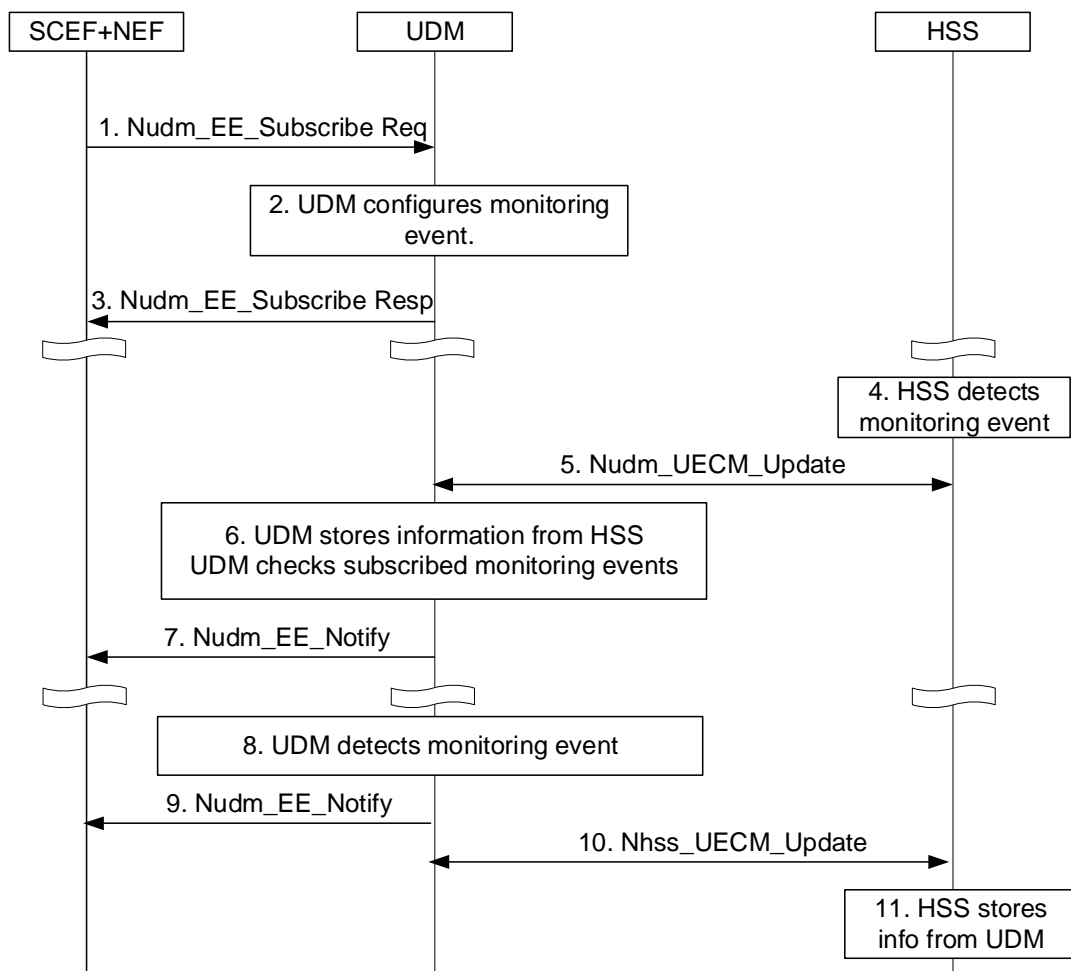 SCEF+NEF
UDM
HSS
1. Nudm_EE_Subscribe Req
2. UDM configures monitoring
event.
3. Nudm_EE_Subscribe Resp
4. HSS detects
monitoring event
5. Nudm_UECM_Update
6. UDM stores information from HSS
UDM checks subscribed monitoring events
7. Nudm_EE_Notify
8. UDM detects monitoring event
9. Nudm_EE_Notify
10. Nhss_UECM_Update
11. HSS stores
info from UDM